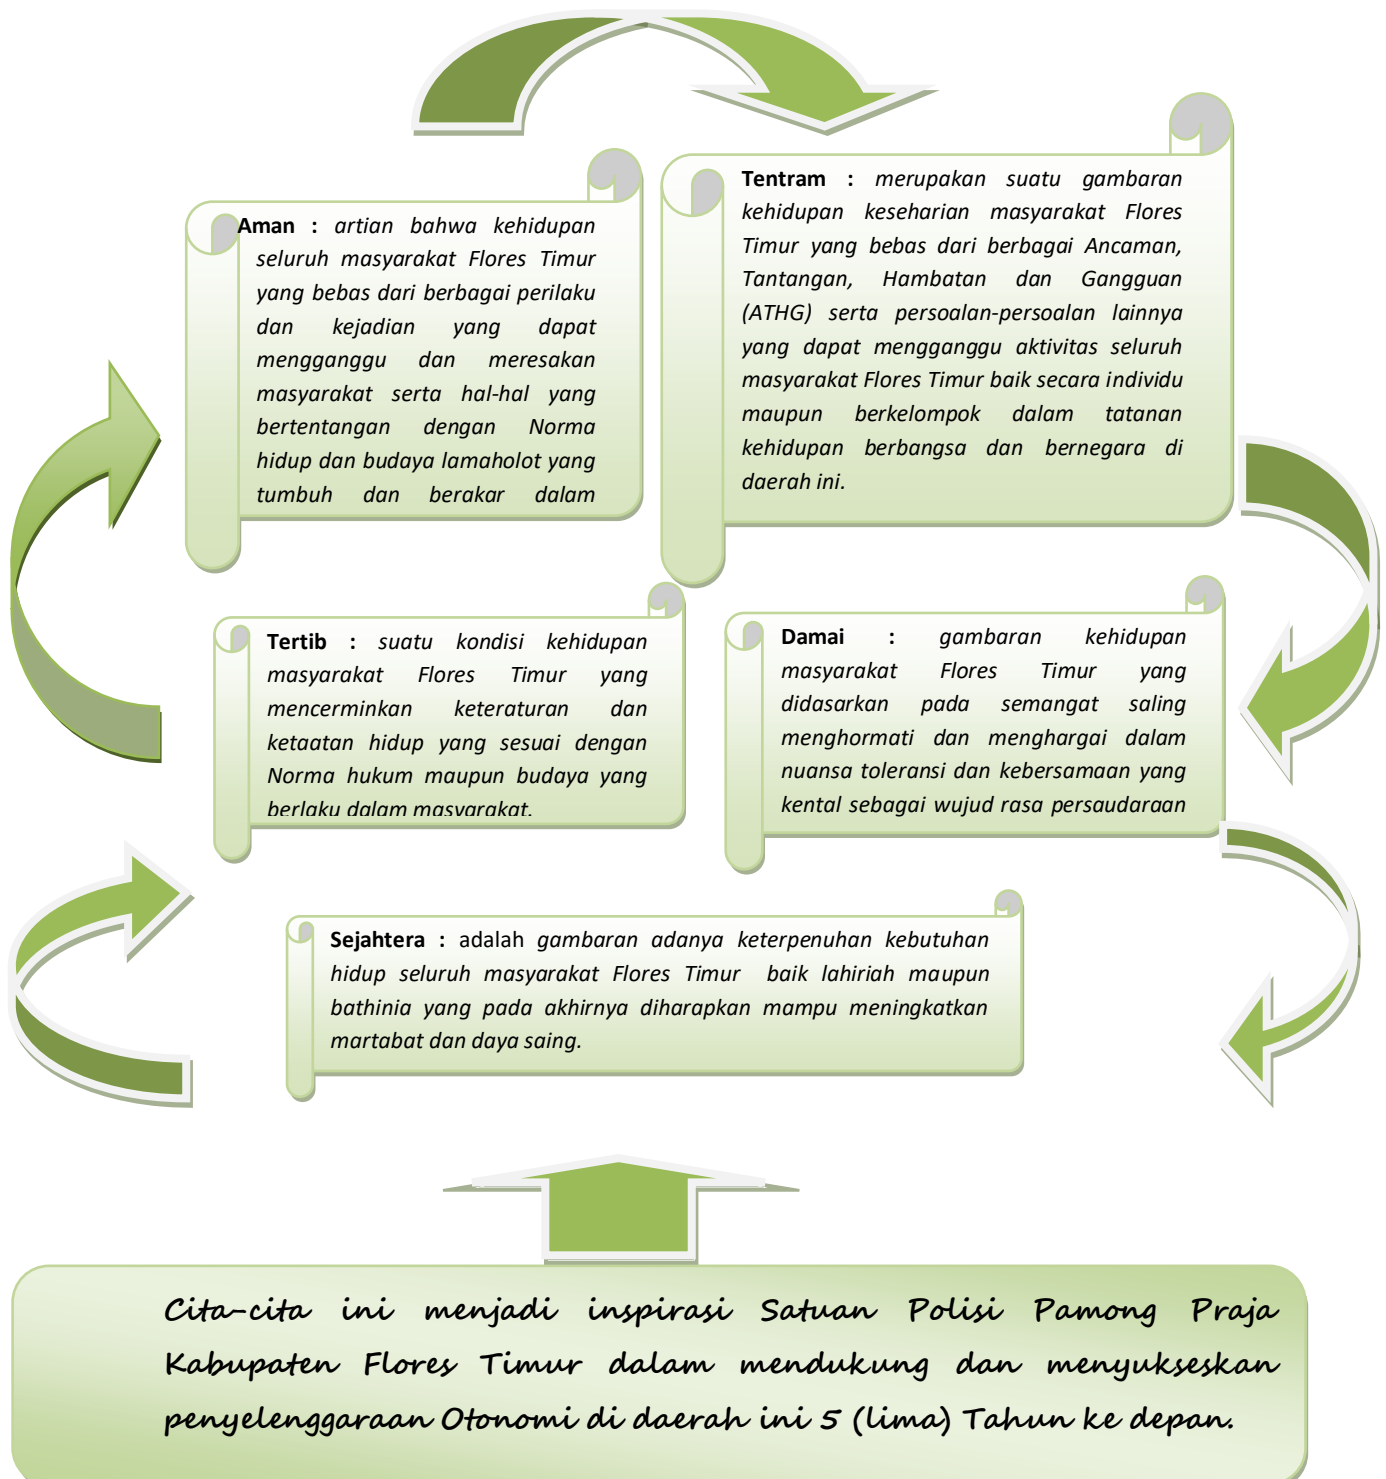 Aman : artian bahwa kehidupan
seluruh masyarakat Flores Timur
yang bebas dari berbagai perilaku
dan kejadian yang dapat
mengganggu dan meresakan
masyarakat serta hal-hal yang
bertentangan dengan Norma
hidup dan budaya lamaholot yang
tumbuh dan berakar dalam
Tentram : merupakan suatu gambaran
kehidupan keseharian masyarakat Flores
Timur yang bebas dari berbagai Ancaman,
Tantangan, Hambatan dan Gangguan
(ATHG) serta persoalan-persoalan lainnya
yang dapat mengganggu aktivitas seluruh
masyarakat Flores Timur baik secara individu
maupun berkelompok dalam tatanan
kehidupan berbangsa dan bernegara di
daerah ini.
Tertib : suatu kondisi kehidupan
masyarakat Flores Timur yang
mencerminkan keteraturan dan
ketaatan hidup yang sesuai dengan
Norma hukum maupun budaya yang
berlaku dalam masyarakat.
Damai : gambaran kehidupan
masyarakat Flores Timur yang
didasarkan pada semangat saling
menghormati dan menghargai dalam
nuansa toleransi dan kebersamaan yang
kental sebagai wujud rasa persaudaraan
Sejahtera : adalah gambaran adanya keterpenuhan kebutuhan
hidup seluruh masyarakat Flores Timur baik lahiriah maupun
bathinia yang pada akhirnya diharapkan mampu meningkatkan
martabat dan daya saing.
Cita-cita ini menjadi inspirasi Satuan Polisi Pamong Praja
Kabupaten Flores Timur dalam mendukung dan menyukseskan
penyelenggaraan Otonomi di daerah ini 5 (lima) Tahun ke depan.